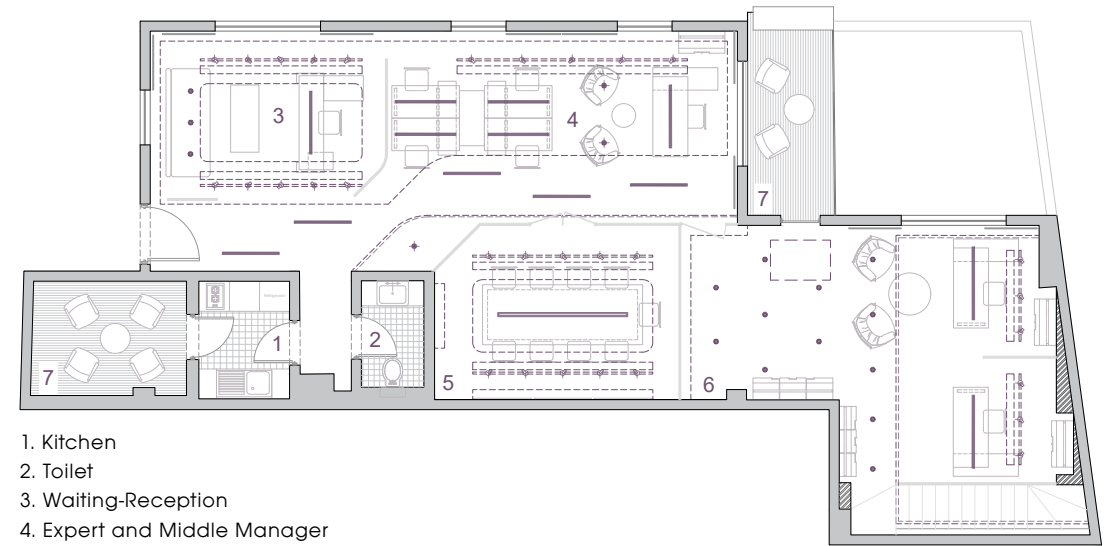 3
4
7
1
2
7
5
6
1. Kitchen
2. Toilet
3. Waiting-Reception
4. Expert and Middle Manager